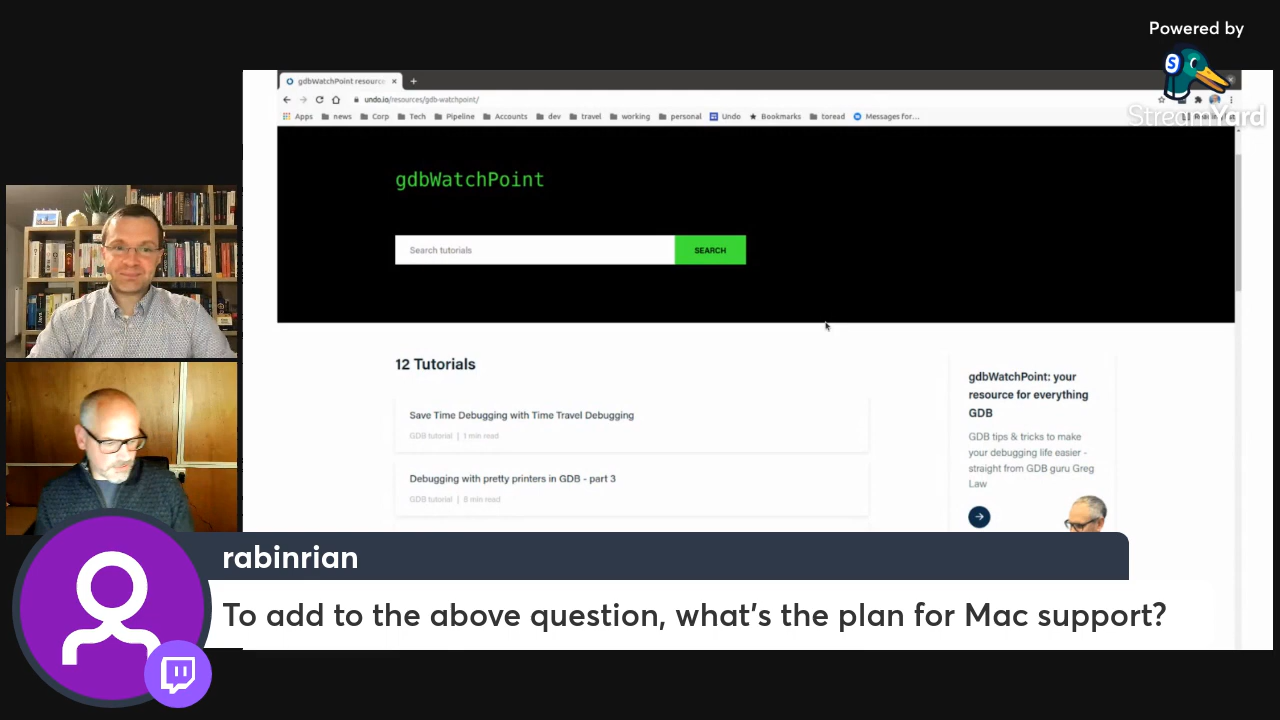 Powered by
StreamYard
gdbWatchPoint resource
undo.io/resources/gdb-watchpoint/
Apps news Corp Tech Pipeline Accounts dev travel working personal Undo Bookmarks toread Messages for...
gdbWatchPoint
Search tutorials SEARCH
12 Tutorials
Save Time Debugging with Time Travel Debugging
GDB tutorial | 1 min read
Debugging with pretty printers in GDB - part 3
GDB tutorial | 8 min read
gdbWatchPoint: your
resource for everything
GDB
GDB tips & tricks to make
your debugging life easier -
straight from GDB guru Greg
Law
rabinrian
To add to the above question, what's the plan for Mac support?